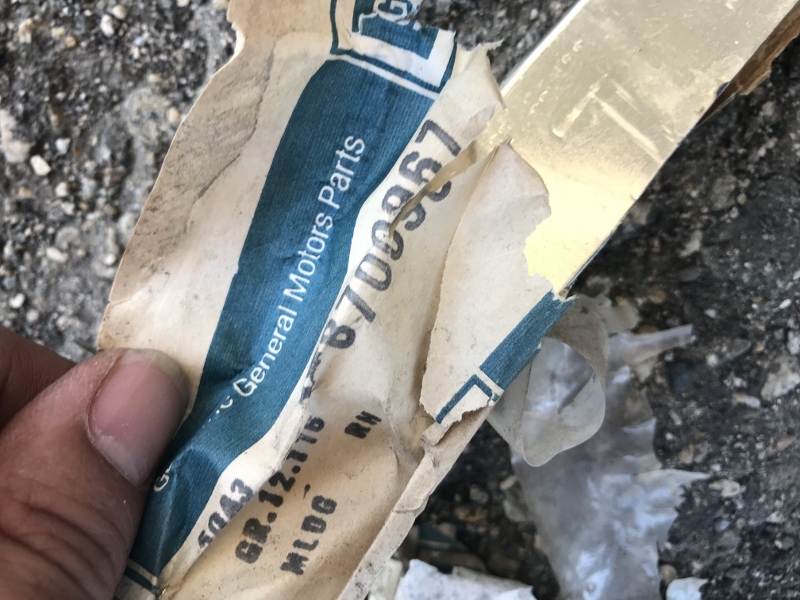 G
General Motors Parts
8700967
GR.12.116
RH
MLDG